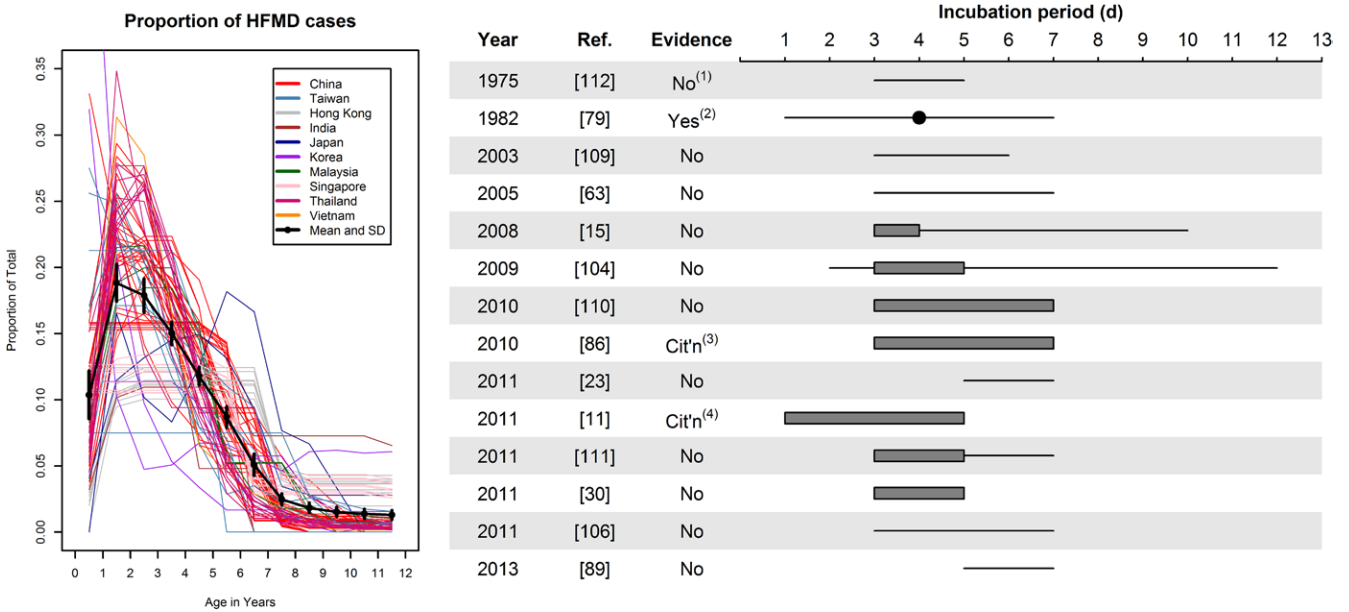 Proportion of HFMD cases
0.35
0.30
0.25
0.20
0.15
0.10
0.05
0.00
Proportion of Total
China
Taiwan
Hong Kong
India
Japan
Korea
Malaysia
Singapore
Thailand
Vietnam
Mean and SD
0 1 2 3 4 5 6 7 8 9 10 11 12
Age in Years
Incubation period (d)
Year Ref. Evidence 1 2 3 4 5 6 7 8 9 10 11 12 13
1975 [112] No(1)
1982 [79] Yes(2)
2003 [109] No
2005 [63] No
2008 [15] No
2009 [104] No
2010 [110] No
2010 [86] Cit'n(3)
2011 [23] No
2011 [11] Cit'n(4)
2011 [111] No
2011 [30] No
2011 [106] No
2013 [89] No